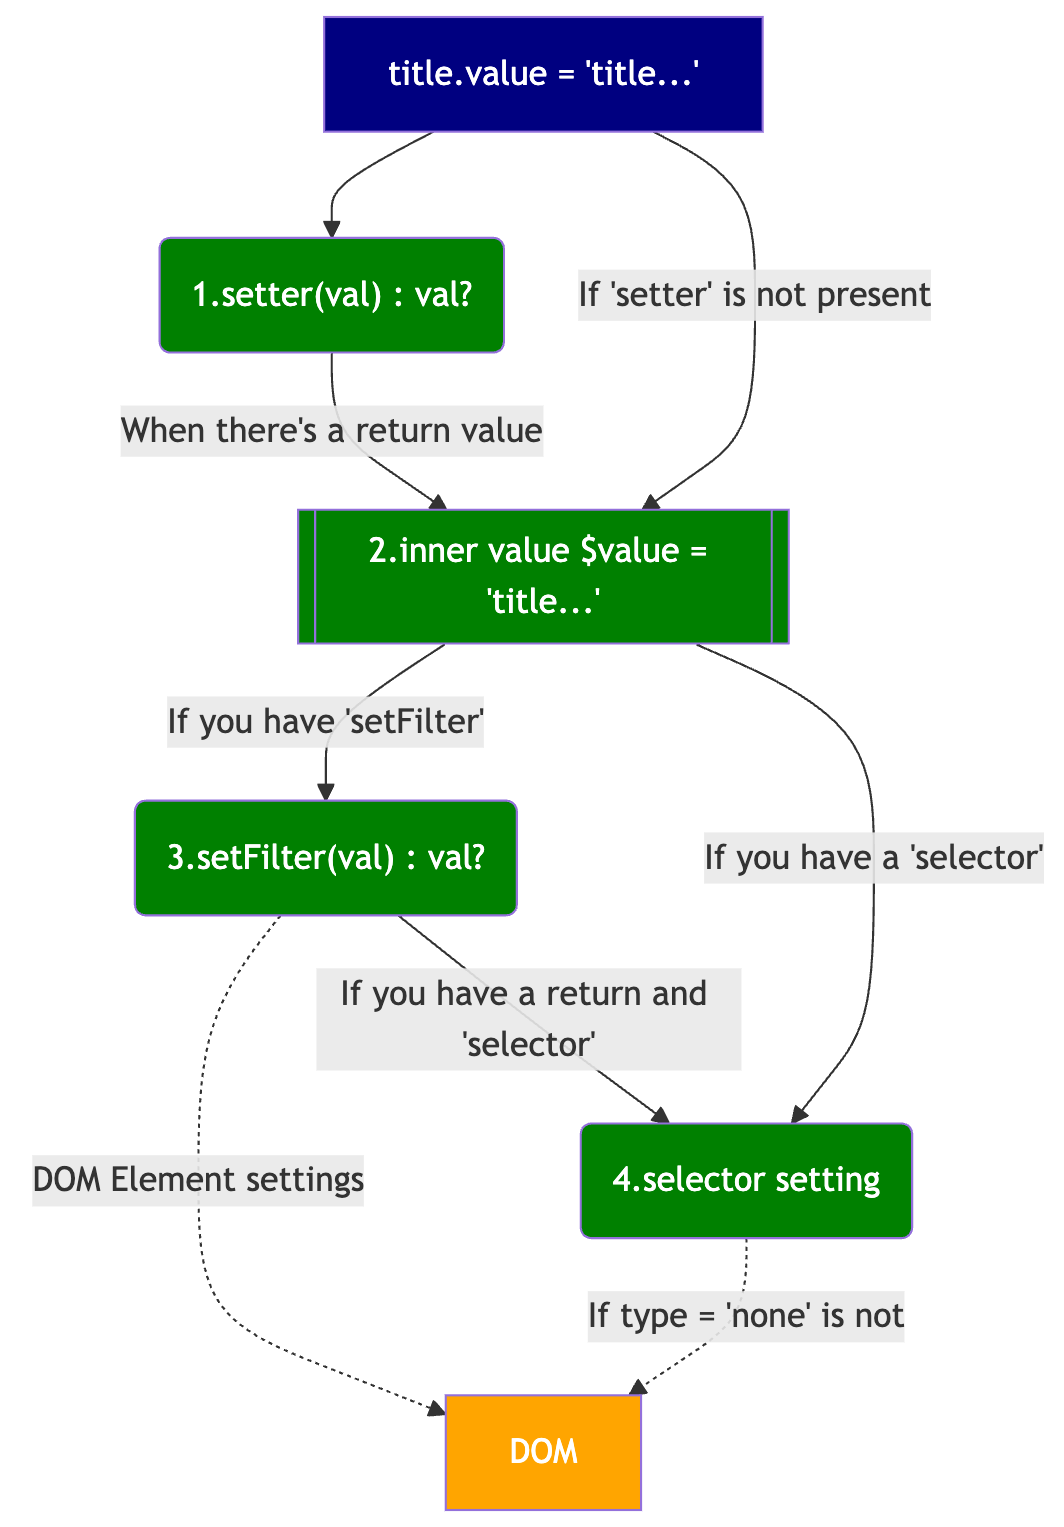 title.value = 'title...'
1.setter(val) : val?
If 'setter' is not present
When there's a return value
2.inner value $value =
'title...'
If you have 'setFilter'
3.setFilter(val) : val?
If you have a 'selector'
If you have a return and
'selector'
DOM Element settings
4.selector setting
If type = 'none' is not
DOM